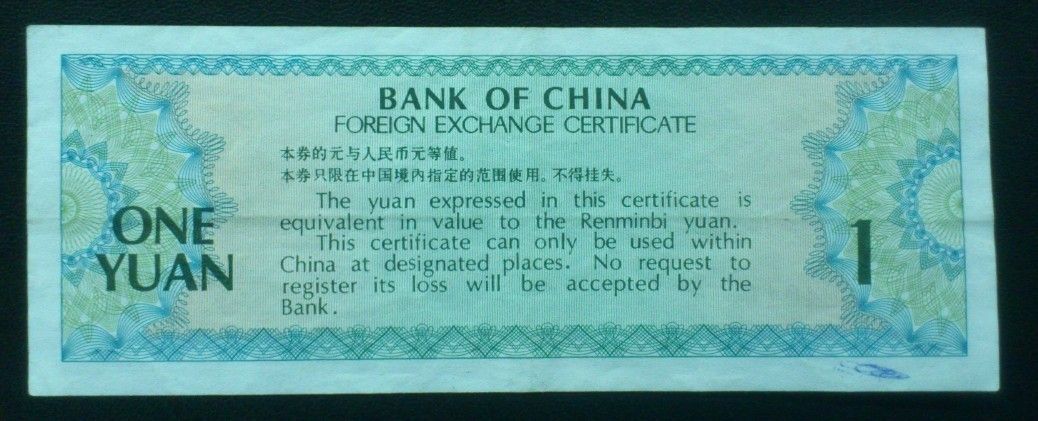 BANK OF CHINA
FOREIGN EXCHANGE CERTIFICATE
本券的元与人民币元等值。
本券只限在中国境内指定的范围使用。不得挂失。
The yuan expressed in this certificate is
equivalent in value to the Renminbi yuan.
This certificate can only be used within
China at designated places. No request to
register its loss will be accepted by the
Bank.
ONE
YUAN
1